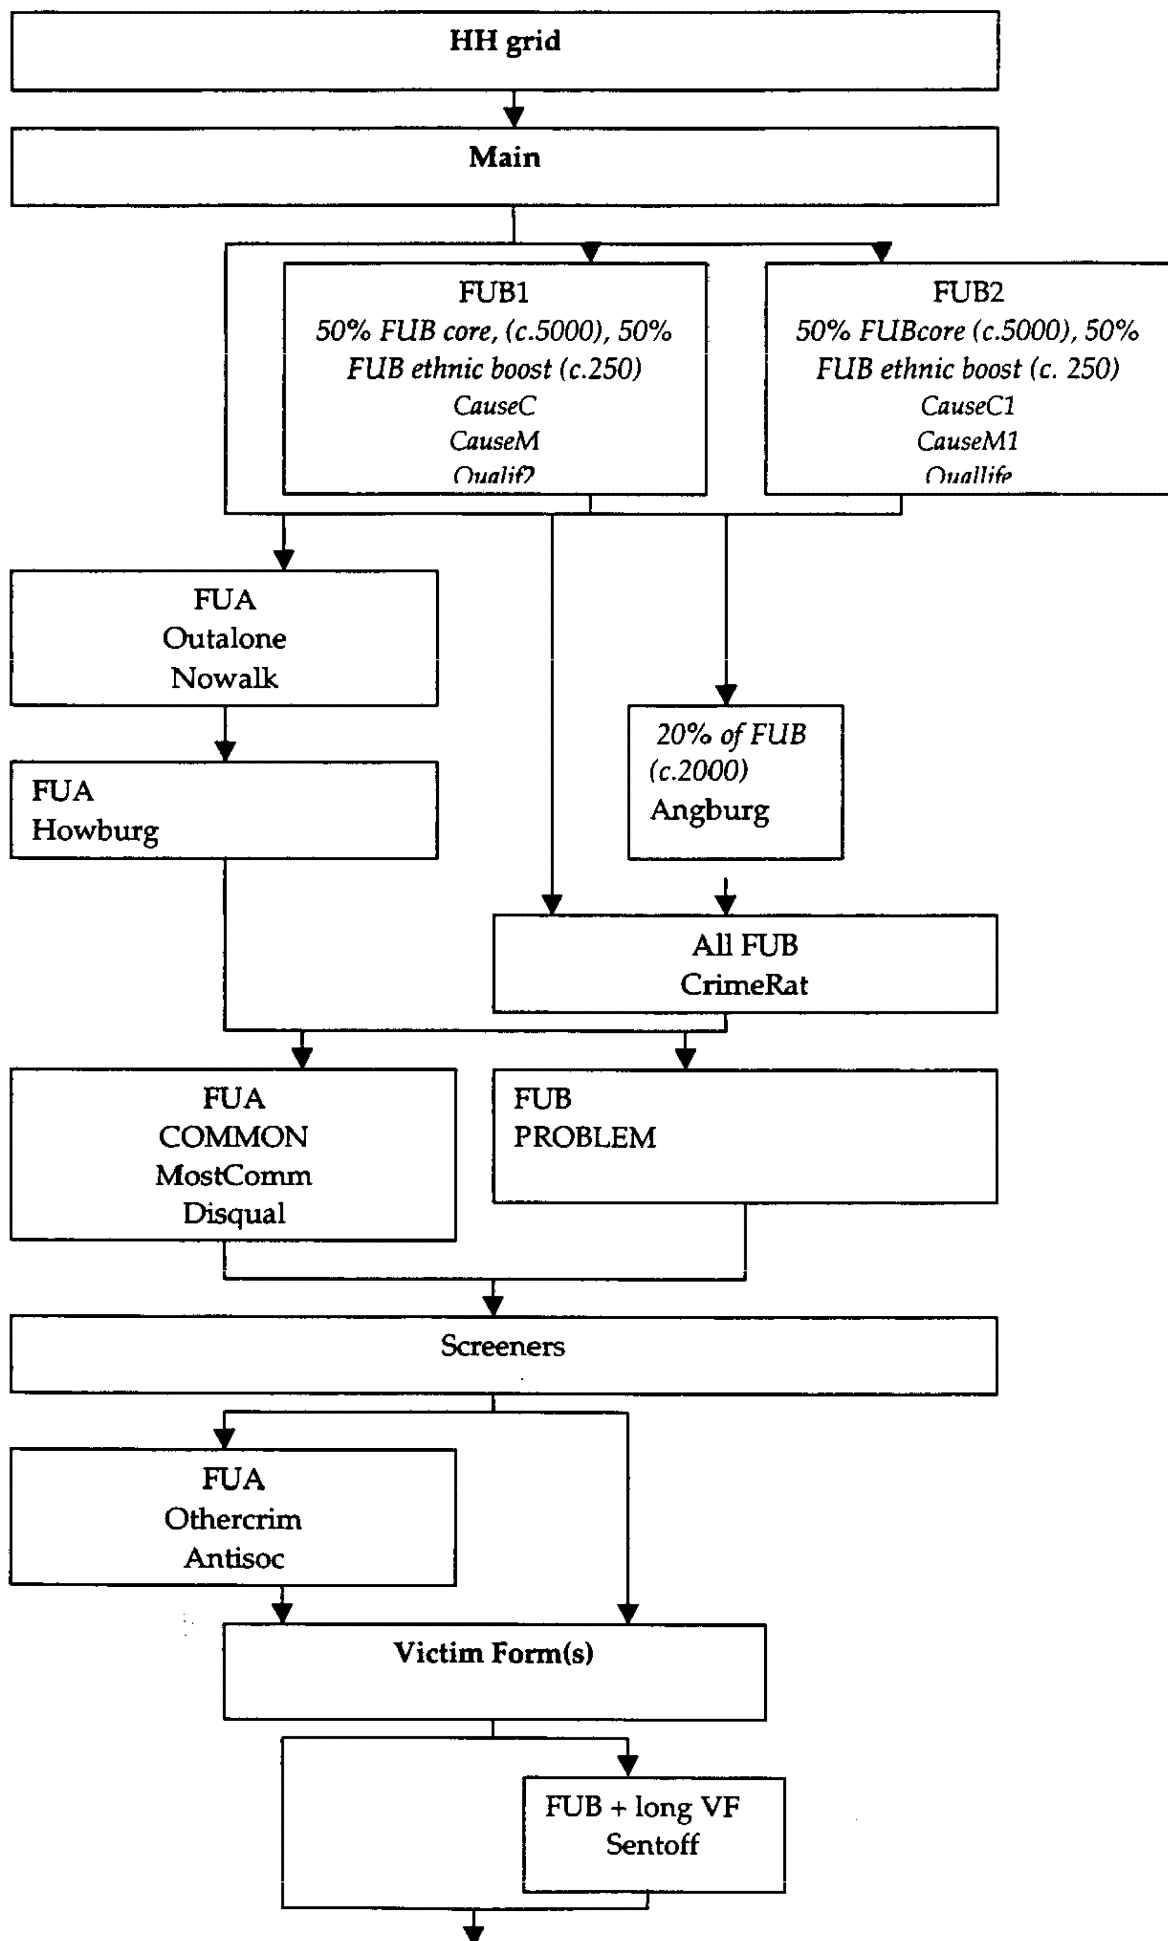 HH grid
Main
FUB1
50% FUB core, (c.5000), 50%
FUB ethnic boost (c.250)
CauseC
CauseM
Qualif2
FUB2
50% FUBcore (c.5000), 50%
FUB ethnic boost (c. 250)
CauseC1
CauseM1
Quallife
FUA
Outalone
Nowalk
20% of FUB
(c.2000)
Angburg
FUA
Howburg
All FUB
CrimeRat
FUA
COMMON
MostComm
Disqual
FUB
PROBLEM
Screeners
FUA
Othercrim
Antisoc
Victim Form(s)
FUB + long VF
Sentoff